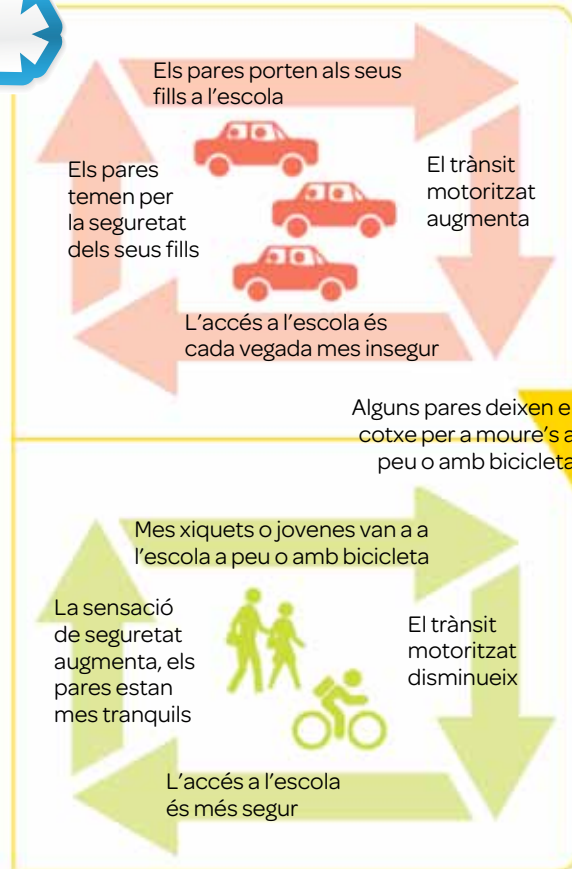 Els pares porten als seus
fills a l'escola
Els pares
temen per
la seguretat
dels seus fills
El trànsit
motoritzat
augmenta
L'accés a l'escola és
cada vegada mes insegur
Alguns pares deixen e
cotxe per a moure's a
peu o amb bicicleta
Mes xiquets o jovenes van a a
l'escola a peu o amb bicicleta
La sensació
de seguretat
augmenta, els
pares estan
mes tranquils
El trànsit
motoritzat
disminueix
L'accés a l'escola
és més segur